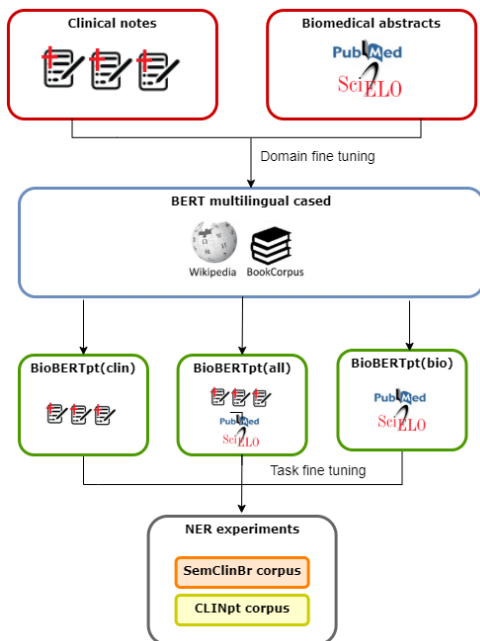 Clinical notes
Biomedical abstracts
PubMed
SciELO
Domain fine tuning
BERT multilingual cased
Wikipedia
BookCorpus
BioBERTpt(clin)
BioBERTpt(all)
PubMed
SciELO
BioBERTpt(bio)
PubMed
SciELO
Task fine tuning
NER experiments
SemClinBr corpus
CLINpt corpus